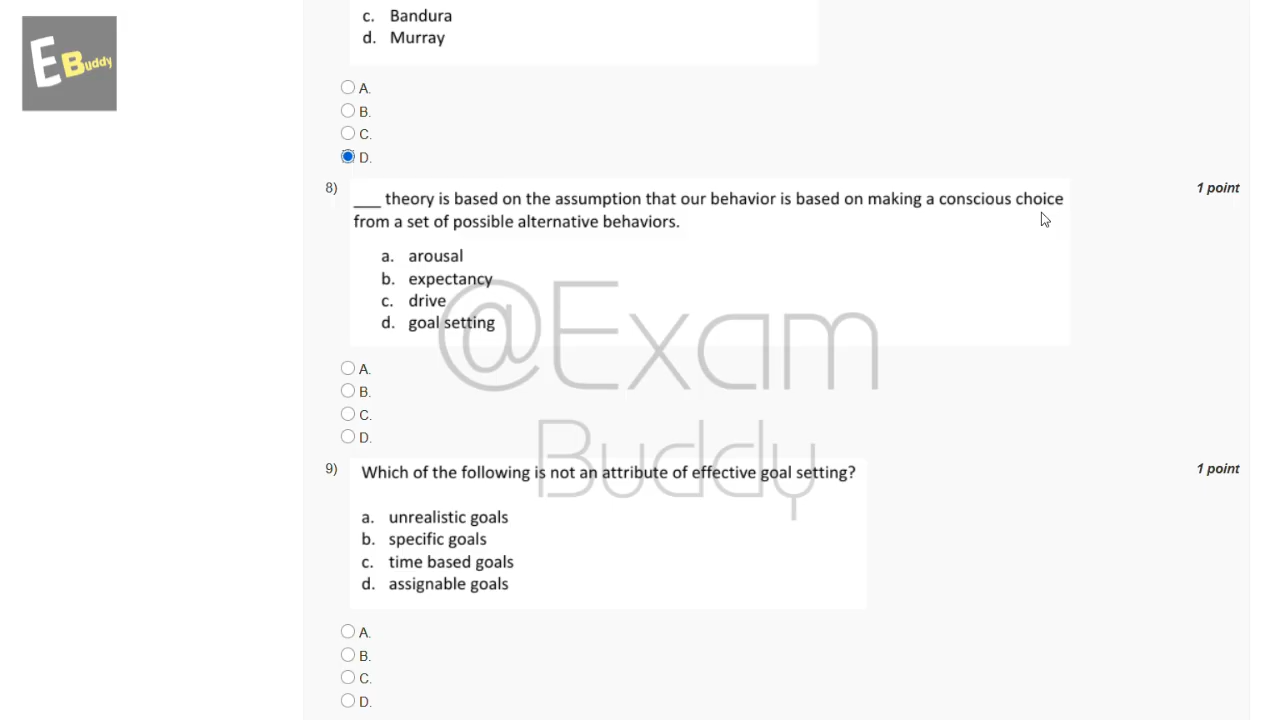 E Buddy
c. Bandura
d. Murray
A.
B.
C.
D.
8)
___ theory is based on the assumption that our behavior is based on making a conscious choice
from a set of possible alternative behaviors.
1 point
a. arousal
b. expectancy
c. drive
d. goal setting
@Exam
Buddy
A.
B.
C.
D.
9)
Which of the following is not an attribute of effective goal setting?
1 point
a. unrealistic goals
b. specific goals
c. time based goals
d. assignable goals
A.
B.
C.
D.